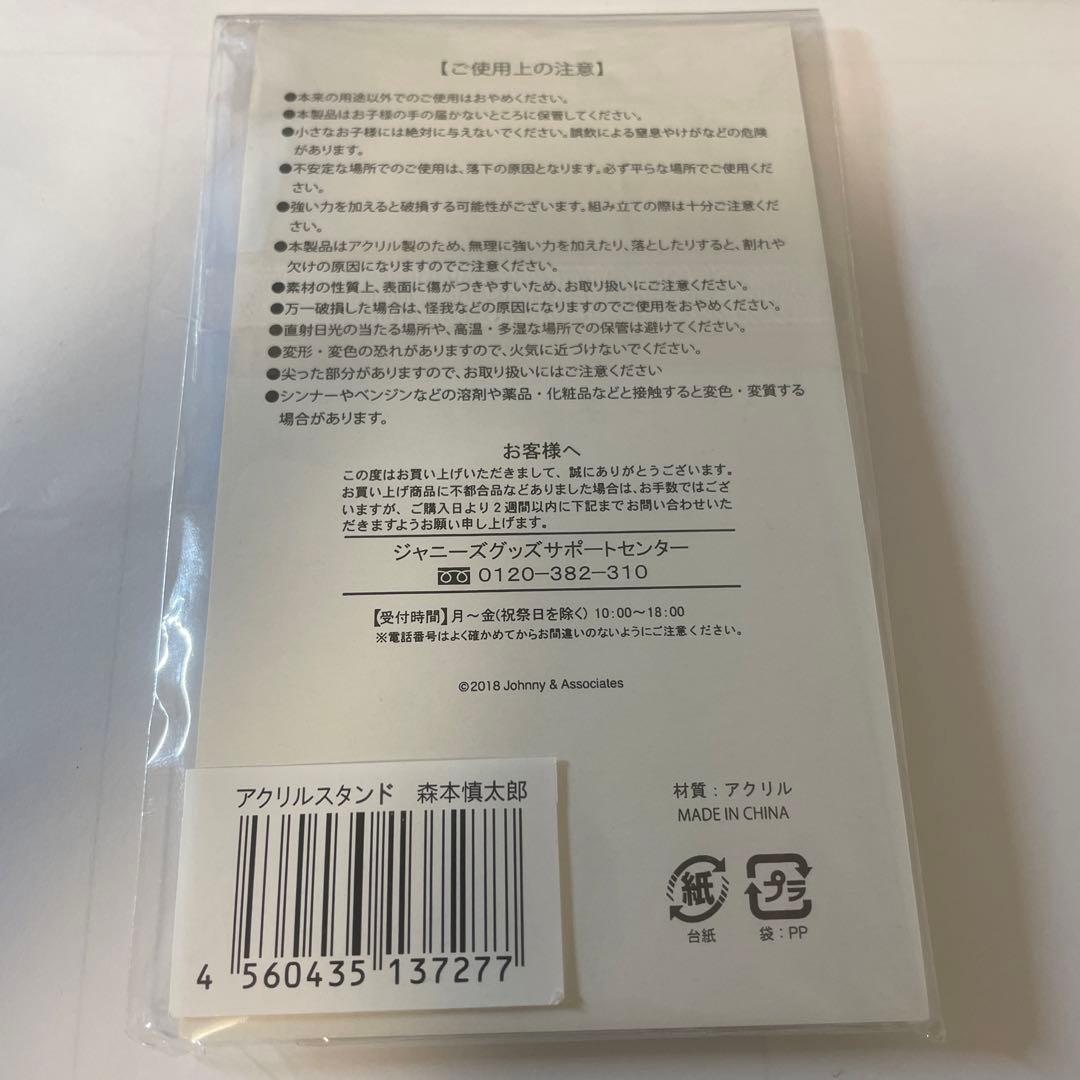 【ご使用上の注意】
●本来の用途以外でのご使用はおやめください。
●本製品はお子様の手の届かないところに保管してください。
●小さなお子様には絶対に与えないでください。誤飲による窒息やけがなどの危険
があります。
●不安定な場所でのご使用は、落下の原因となります。必ず平らな場所でご使用くだ
さい。
●強い力を加えると破損する可能性がございます。組み立ての際は十分ご注意くだ
さい。
●本製品はアクリル製のため、無理に強い力を加えたり、落としたりすると、割れや
欠けの原因になりますのでご注意ください。
●素材の性質上、表面に傷がつきやすいため、お取り扱いにご注意ください。
●万一破損した場合は、怪我などの原因になりますのでご使用をおやめください。
●直射日光の当たる場所や、高温・多湿な場所での保管は避けてください。
●変形・変色の恐れがありますので、火気に近づけないでください。
●尖った部分がありますので、お取り扱いにはご注意ください
●シンナーやベンジンなどの溶剤や薬品・化粧品などと接触すると変色・変質する
場合があります。
お客様へ
この度はお買い上げいただきまして、誠にありがとうございます。
お買い上げ商品に不都合品などありました場合は、お手数ではござ
いますが、ご購入日より2週間以内に下記までお問い合わせいた
だきますようお願い申し上げます。
ジャニーズグッズサポートセンター
0120-382-310
【受付時間】月〜金(祝祭日を除く) 10:00〜18:00
※電話番号はよく確かめてからお間違いのないようにご注意ください。
©2018 Johnny & Associates
アクリルスタンド 森本慎太郎
4 560435 137277
材質：アクリル
MADE IN CHINA
紙 プラ
台紙 袋：PP